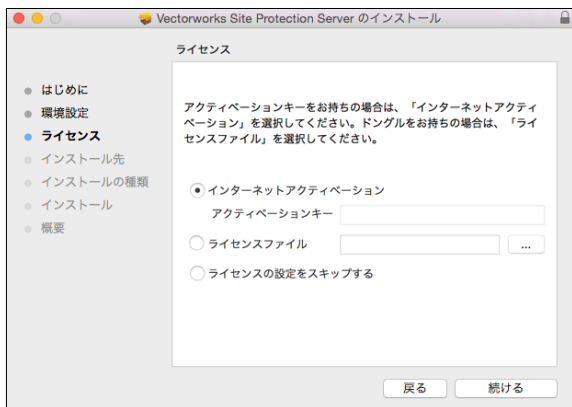 Vectorworks Site Protection Server のインストール
ライセンス
はじめに
環境設定
ライセンス
インストール先
インストールの種類
インストール
概要
アクティベーションキーをお持ちの場合は、「インターネットアクティ
ベーション」を選択してください。ドングルをお持ちの場合は、「ライ
センスファイル」を選択してください。
インターネットアクティベーション
アクティベーションキー
ライセンスファイル
...
ライセンスの設定をスキップする
戻る
続ける